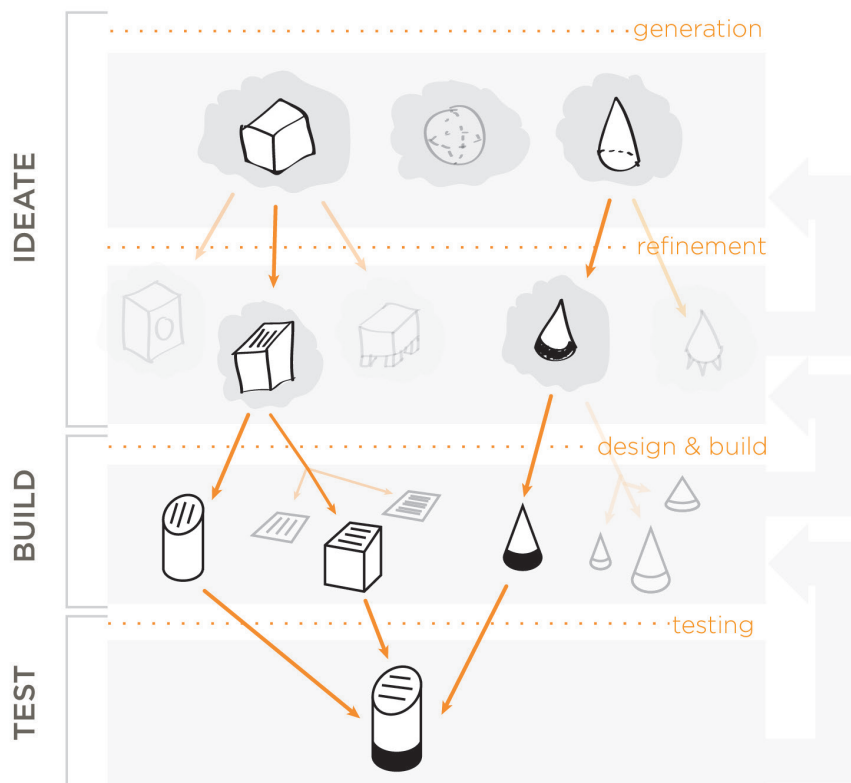 generation
IDEATE
refinement
design & build
BUILD
testing
TEST